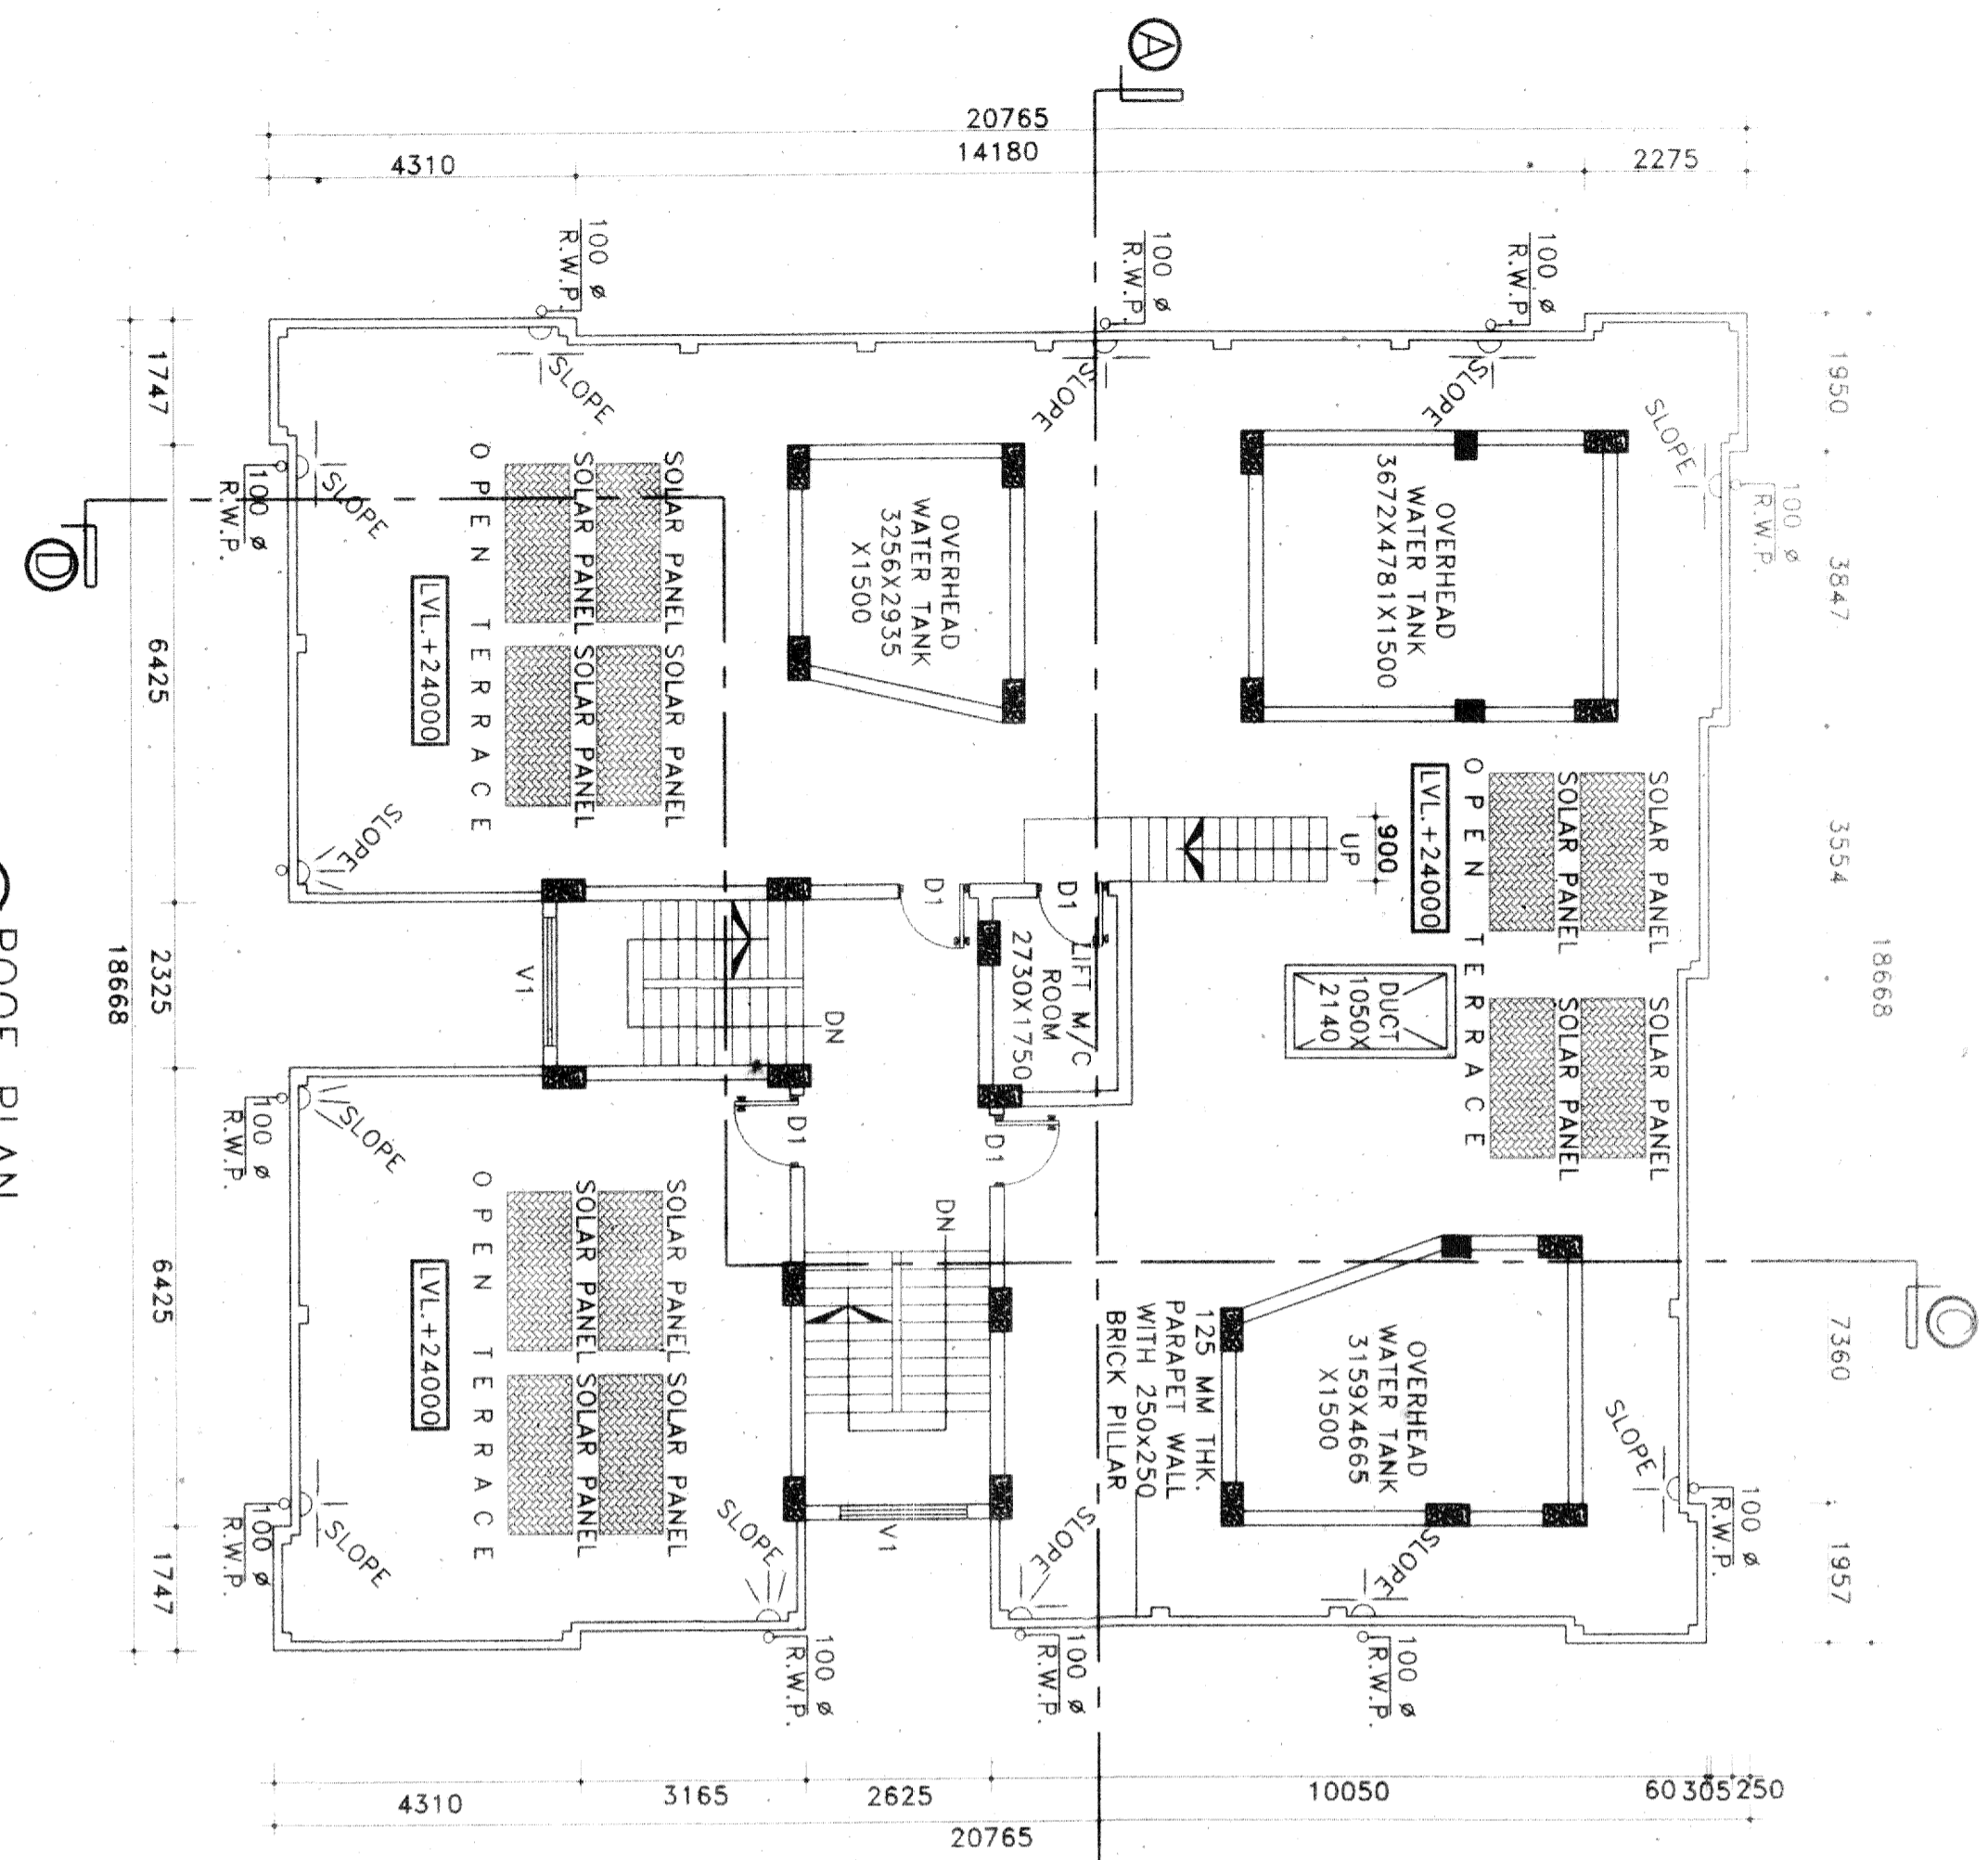 A
20765
14180
4310
2275
100 ø
R.W.P.
100 ø
R.W.P.
100 ø
R.W.P.
SLOPE
SLOPE
SLOPE
SLOPE
100 ø
R.W.P.
1950
3847
3554
7360
1957
18668
C
1747
6425
2325
6425
1747
18668
D
100 ø
R.W.P.
SLOPE
OPEN TERRACE
LVL.+24000
SOLAR PANEL
SOLAR PANEL
SOLAR PANEL
SOLAR PANEL
OVERHEAD
WATER TANK
3256X2935
X1500
OVERHEAD
WATER TANK
3672X4781X1500
SOLAR PANEL
SOLAR PANEL
SOLAR PANEL
SOLAR PANEL
OPEN TERRACE
LVL.+24000
900
UP
DUCT
1050X
2140
D1
D1
LIFT M/C
ROOM
2730X1750
SLOPE
V1
DN
D1
D1
DN
100 ø
R.W.P.
SLOPE
OPEN TERRACE
LVL.+24000
SOLAR PANEL
SOLAR PANEL
SOLAR PANEL
SOLAR PANEL
125 MM THK.
PARAPET WALL
WITH 250x250
BRICK PILLAR
OVERHEAD
WATER TANK
3159X4665
X1500
SLOPE
100 ø
R.W.P.
V1
SLOPE
SLOPE
SLOPE
SLOPE
100 ø
R.W.P.
100 ø
R.W.P.
100 ø
R.W.P.
100 ø
R.W.P.
4310
3165
2625
10050
60
305
250
20765
ROOF PLAN